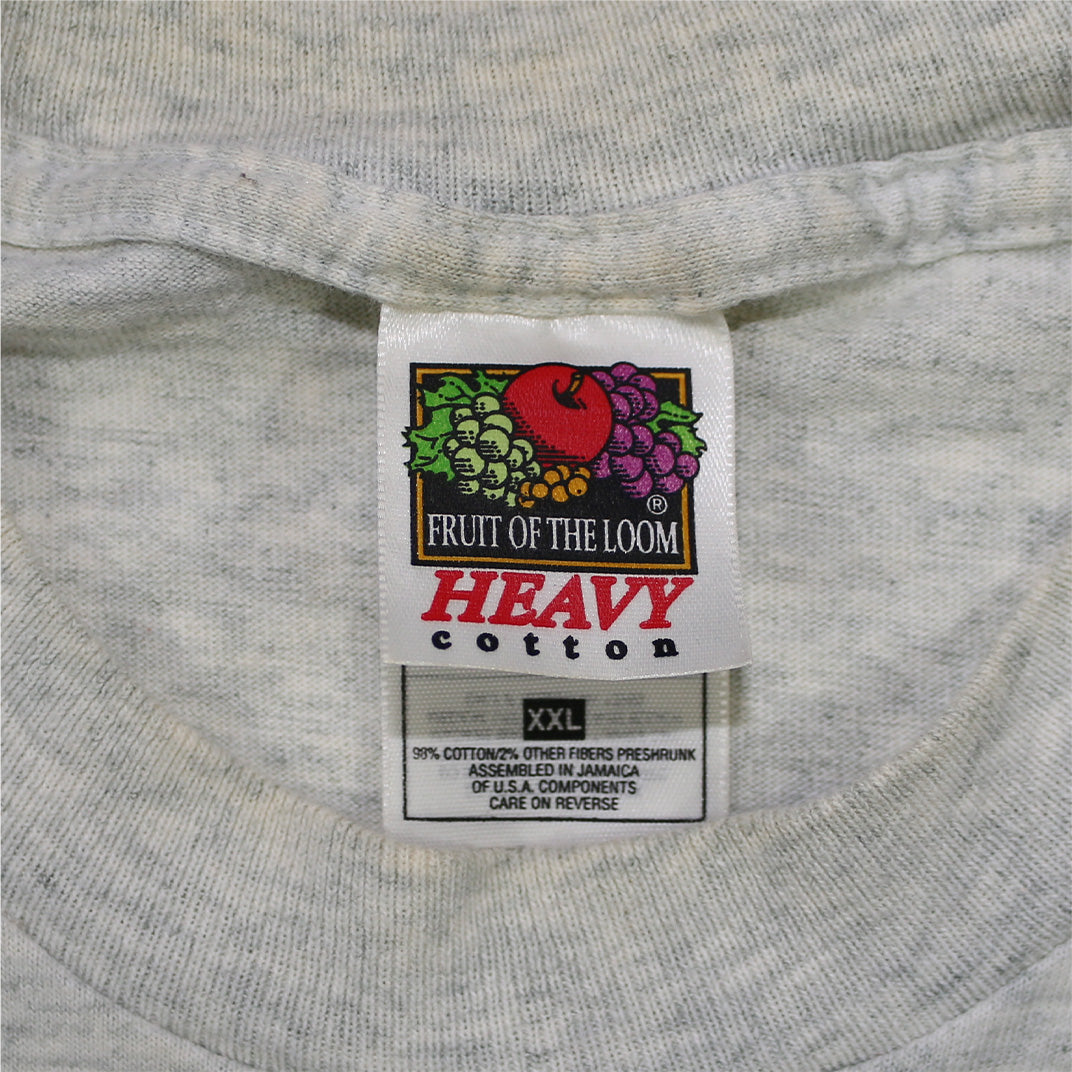 ®
FRUIT OF THE LOOM
HEAVY
cotton
XXL
98% COTTON/2% OTHER FIBERS PRESHRUNK
ASSEMBLED IN JAMAICA
OF U.S.A. COMPONENTS
CARE ON REVERSE